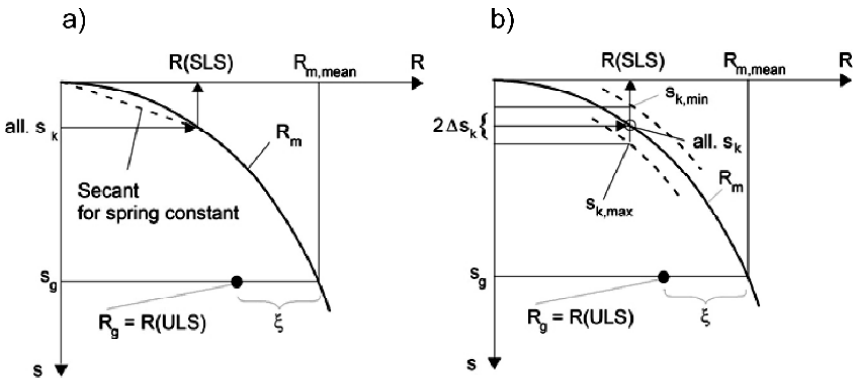 a)
R(SLS)
R_m,mean
R
all. s_k
R_m
Secant
for spring constant
s_g
R_g = R(ULS)
ξ
s
b)
R(SLS)
R_m,mean
R
s_k,min
2Δs_k{
all. s_k
R_m
s_k,max
s_g
R_g = R(ULS)
ξ
s